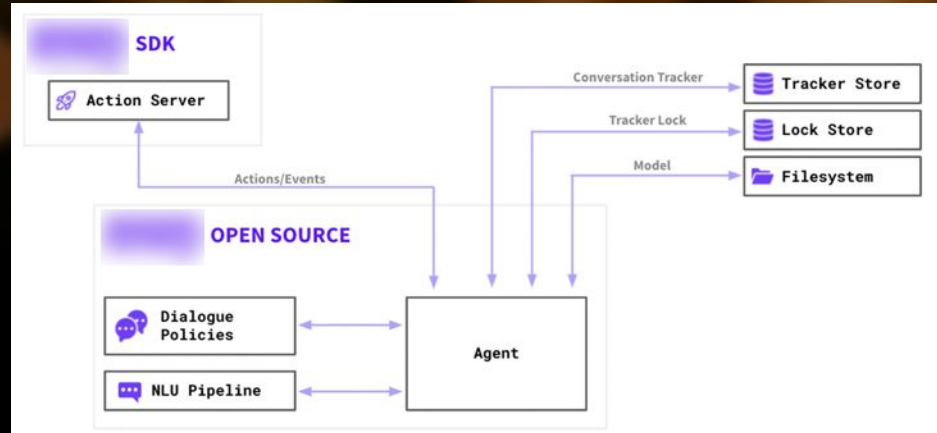 SDK
Action Server
Actions/Events
Conversation Tracker
Tracker Store
Tracker Lock
Lock Store
Model
Filesystem
OPEN SOURCE
Dialogue
Policies
NLU Pipeline
Agent